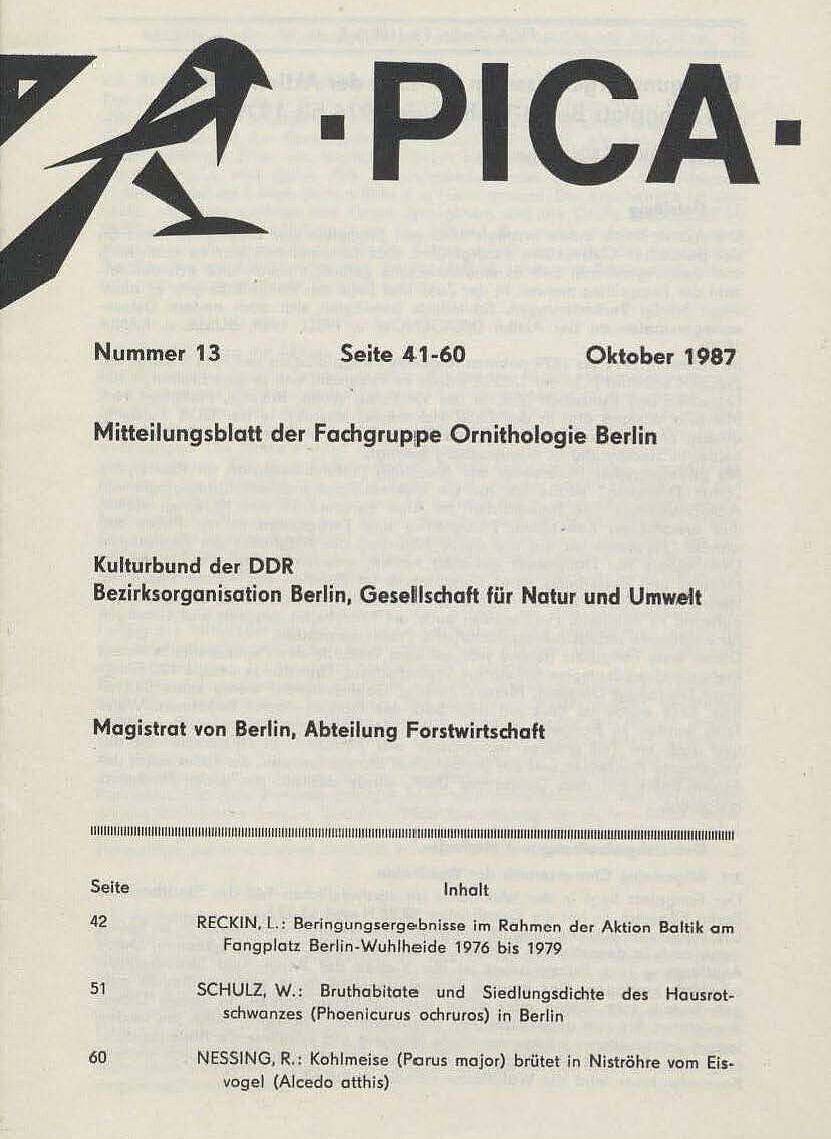 ·PICA·
Nummer 13 Seite 41-60 Oktober 1987
Mitteilungsblatt der Fachgruppe Ornithologie Berlin
Kulturbund der DDR
Bezirksorganisation Berlin, Gesellschaft für Natur und Umwelt
Magistrat von Berlin, Abteilung Forstwirtschaft
Seite Inhalt
42 RECKIN, L.: Beringungsergebnisse im Rahmen der Aktion Baltik am
Fangplatz Berlin-Wuhlheide 1976 bis 1979
51 SCHULZ, W.: Bruthabitate und Siedlungsdichte des Hausrot-
schwanzes (Phoenicurus ochruros) in Berlin
60 NESSING, R.: Kohlmeise (Parus major) brütet in Niströhre vom Eis-
vogel (Alcedo atthis)